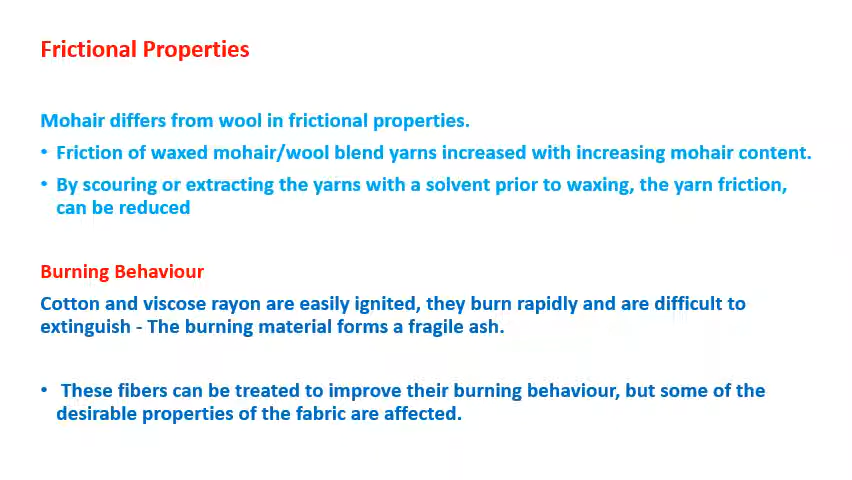 Frictional Properties
Mohair differs from wool in frictional properties.
• Friction of waxed mohair/wool blend yarns increased with increasing mohair content.
• By scouring or extracting the yarns with a solvent prior to waxing, the yarn friction,
can be reduced
Burning Behaviour
Cotton and viscose rayon are easily ignited, they burn rapidly and are difficult to
extinguish - The burning material forms a fragile ash.
• These fibers can be treated to improve their burning behaviour, but some of the
desirable properties of the fabric are affected.